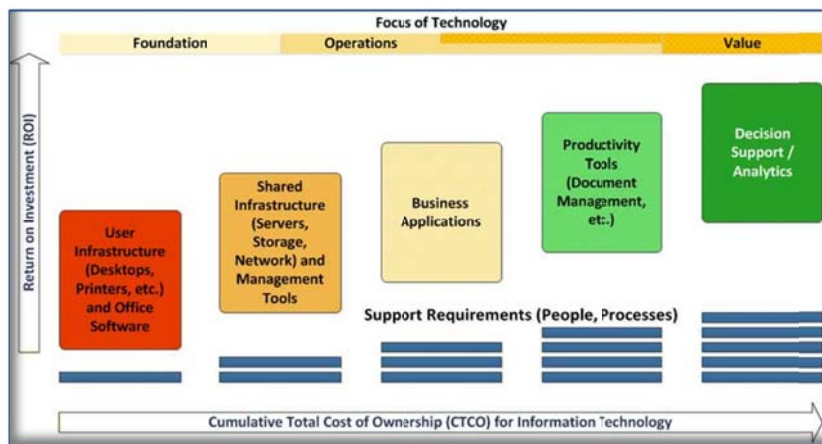 Focus of Technology
Foundation
Operations
Value
Return on Investment (ROI)
User
Infrastructure
(Desktops,
Printers, etc.)
and Office
Software
Shared
Infrastructure
(Servers,
Storage,
Network) and
Management
Tools
Business
Applications
Productivity
Tools
(Document
Management,
etc.)
Decision
Support /
Analytics
Support Requirements (People, Processes)
Cumulative Total Cost of Ownership (CTCO) for Information Technology